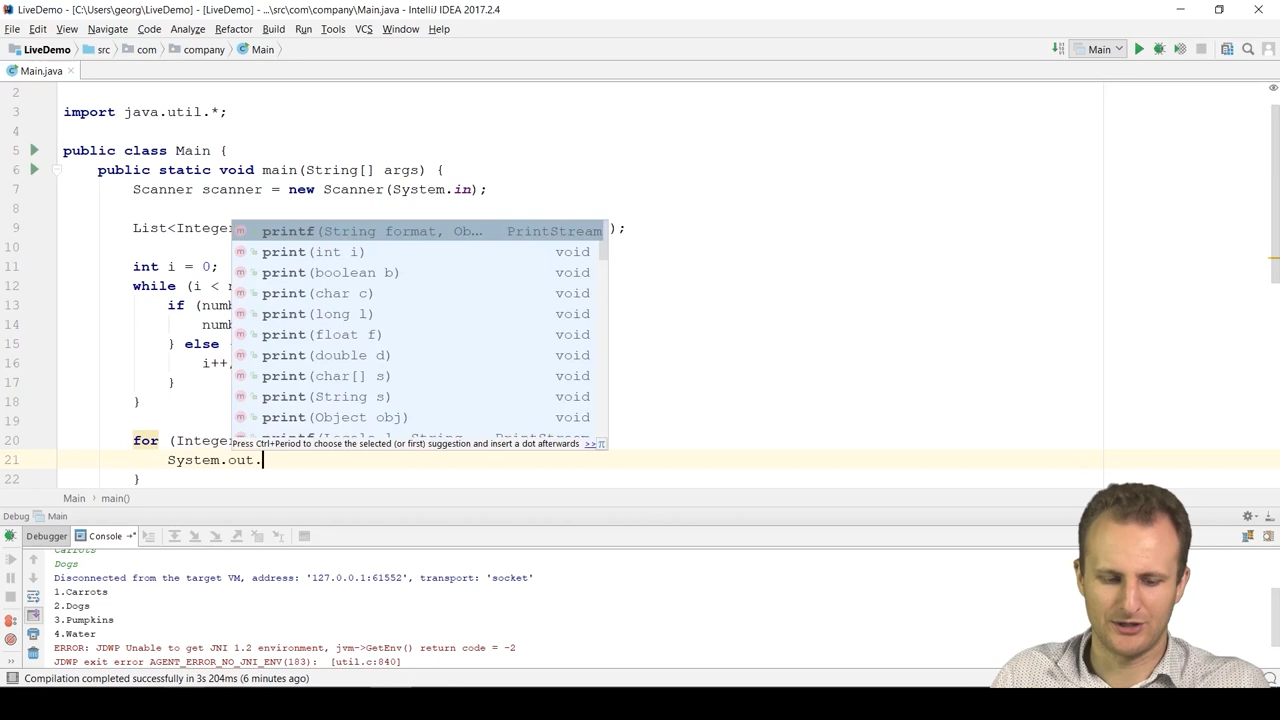 LiveDemo - [C:\Users\georg\LiveDemo] - [LiveDemo] - ...\src\com\company\Main.java - IntelliJ IDEA 2017.2.4
File Edit View Navigate Code Analyze Refactor Build Run Tools VCS Window Help
LiveDemo src com company Main Main
Main.java
2
3 import java.util.*;
4
5 public class Main {
6 public static void main(String[] args) {
7 Scanner scanner = new Scanner(System.in);
8
9 List<Integer );
10
11 int i = 0;
12 while (i < n
13 if (numb
14 numb
15 } else {
16 i++;
17 }
18 }
19
20 for (Intege
21 System.out.
22 }
printf(String format, Ob... PrintStream
print(int i) void
print(boolean b) void
print(char c) void
print(long l) void
print(float f) void
print(double d) void
print(char[] s) void
print(String s) void
print(Object obj) void
printf(Locale l, String PrintStream
Press Ctrl+Period to choose the selected (or first) suggestion and insert a dot afterwards >> π
Main main()
Debug Main
Debugger Console
Carrots
Dogs
Disconnected from the target VM, address: '127.0.0.1:61552', transport: 'socket'
1.Carrots
2.Dogs
3.Pumpkins
4.Water
ERROR: JDWP Unable to get JNI 1.2 environment, jvm->GetEnv() return code = -2
JDWP exit error AGENT_ERROR_NO_JNI_ENV(183): [util.c:840]
Compilation completed successfully in 3s 204ms (6 minutes ago)